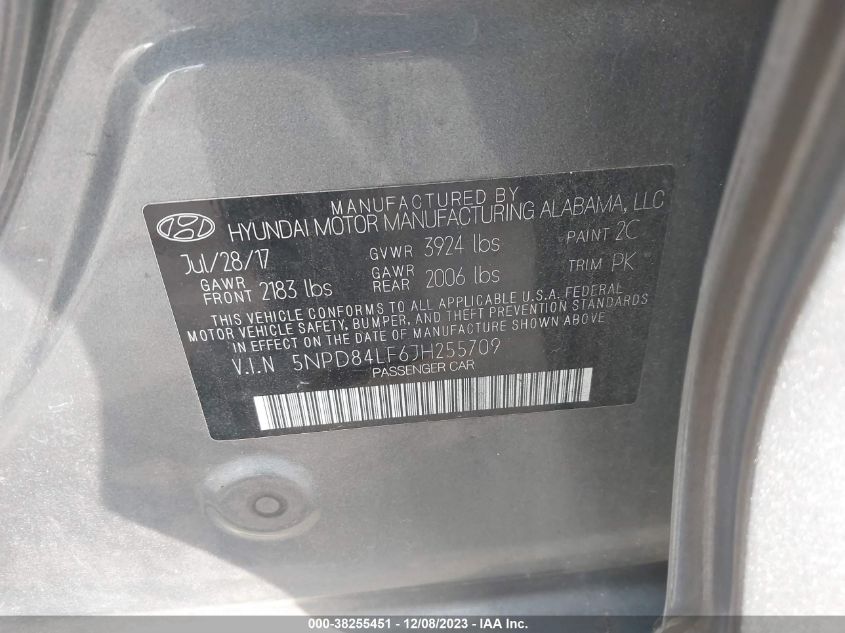 MANUFACTURED BY
HYUNDAI MOTOR MANUFACTURING ALABAMA, LLC
Jul/28/17 GVWR 3924 lbs PAINT 2C
GAWR FRONT 2183 lbs GAWR REAR 2006 lbs TRIM PK
THIS VEHICLE CONFORMS TO ALL APPLICABLE U.S.A. FEDERAL
MOTOR VEHICLE SAFETY, BUMPER, AND THEFT PREVENTION STANDARDS
IN EFFECT ON THE DATE OF MANUFACTURE SHOWN ABOVE.
V.I.N 5NPD84LF6JH255709
PASSENGER CAR
000-38255451 - 12/08/2023 - IAA Inc.